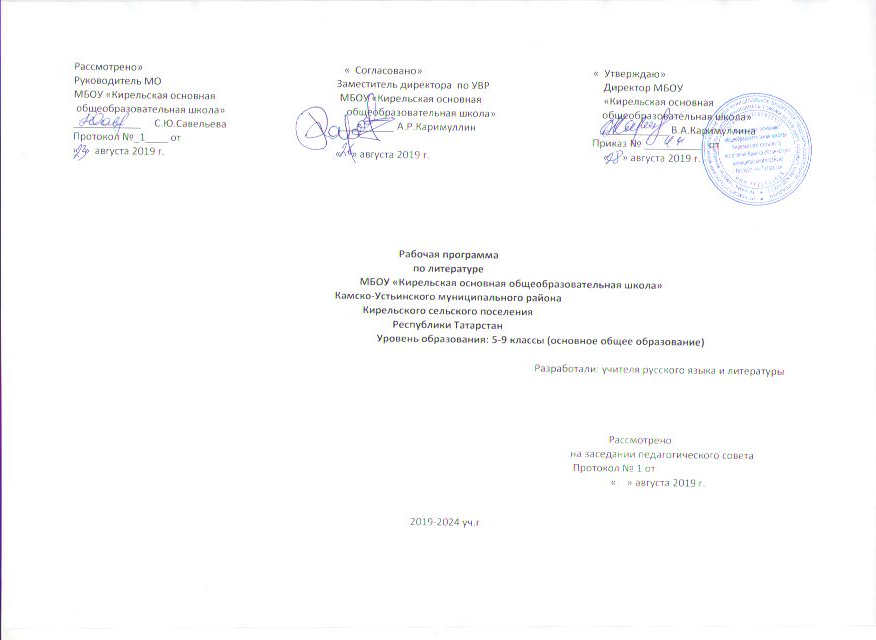 Рассмотрено»
Руководитель МО
МБОУ «Кирельская основная
общеобразовательная школа»
С.Ю.Савельева
Протокол №_1____ от
«23» августа 2019 г.
« Согласовано»
Заместитель директора по УВР
МБОУ «Кирельская основная
общеобразовательная школа»
А.Р.Каримуллин
« » августа 2019 г.
« Утверждаю»
Директор МБОУ
«Кирельская основная
общеобразовательная школа»
В.А.Каримуллина
Приказ № 44 от
«28» августа 2019 г.
Рабочая программа
по литературе
МБОУ «Кирельская основная общеобразовательная школа»
Камско-Устьинского муниципального района
Кирельского сельского поселения
Республики Татарстан
Уровень образования: 5-9 классы (основное общее образование)
Разработали: учителя русского языка и литературы
Рассмотрено
на заседании педагогического совета
Протокол № 1 от
« » августа 2019 г.
2019-2024 уч.г